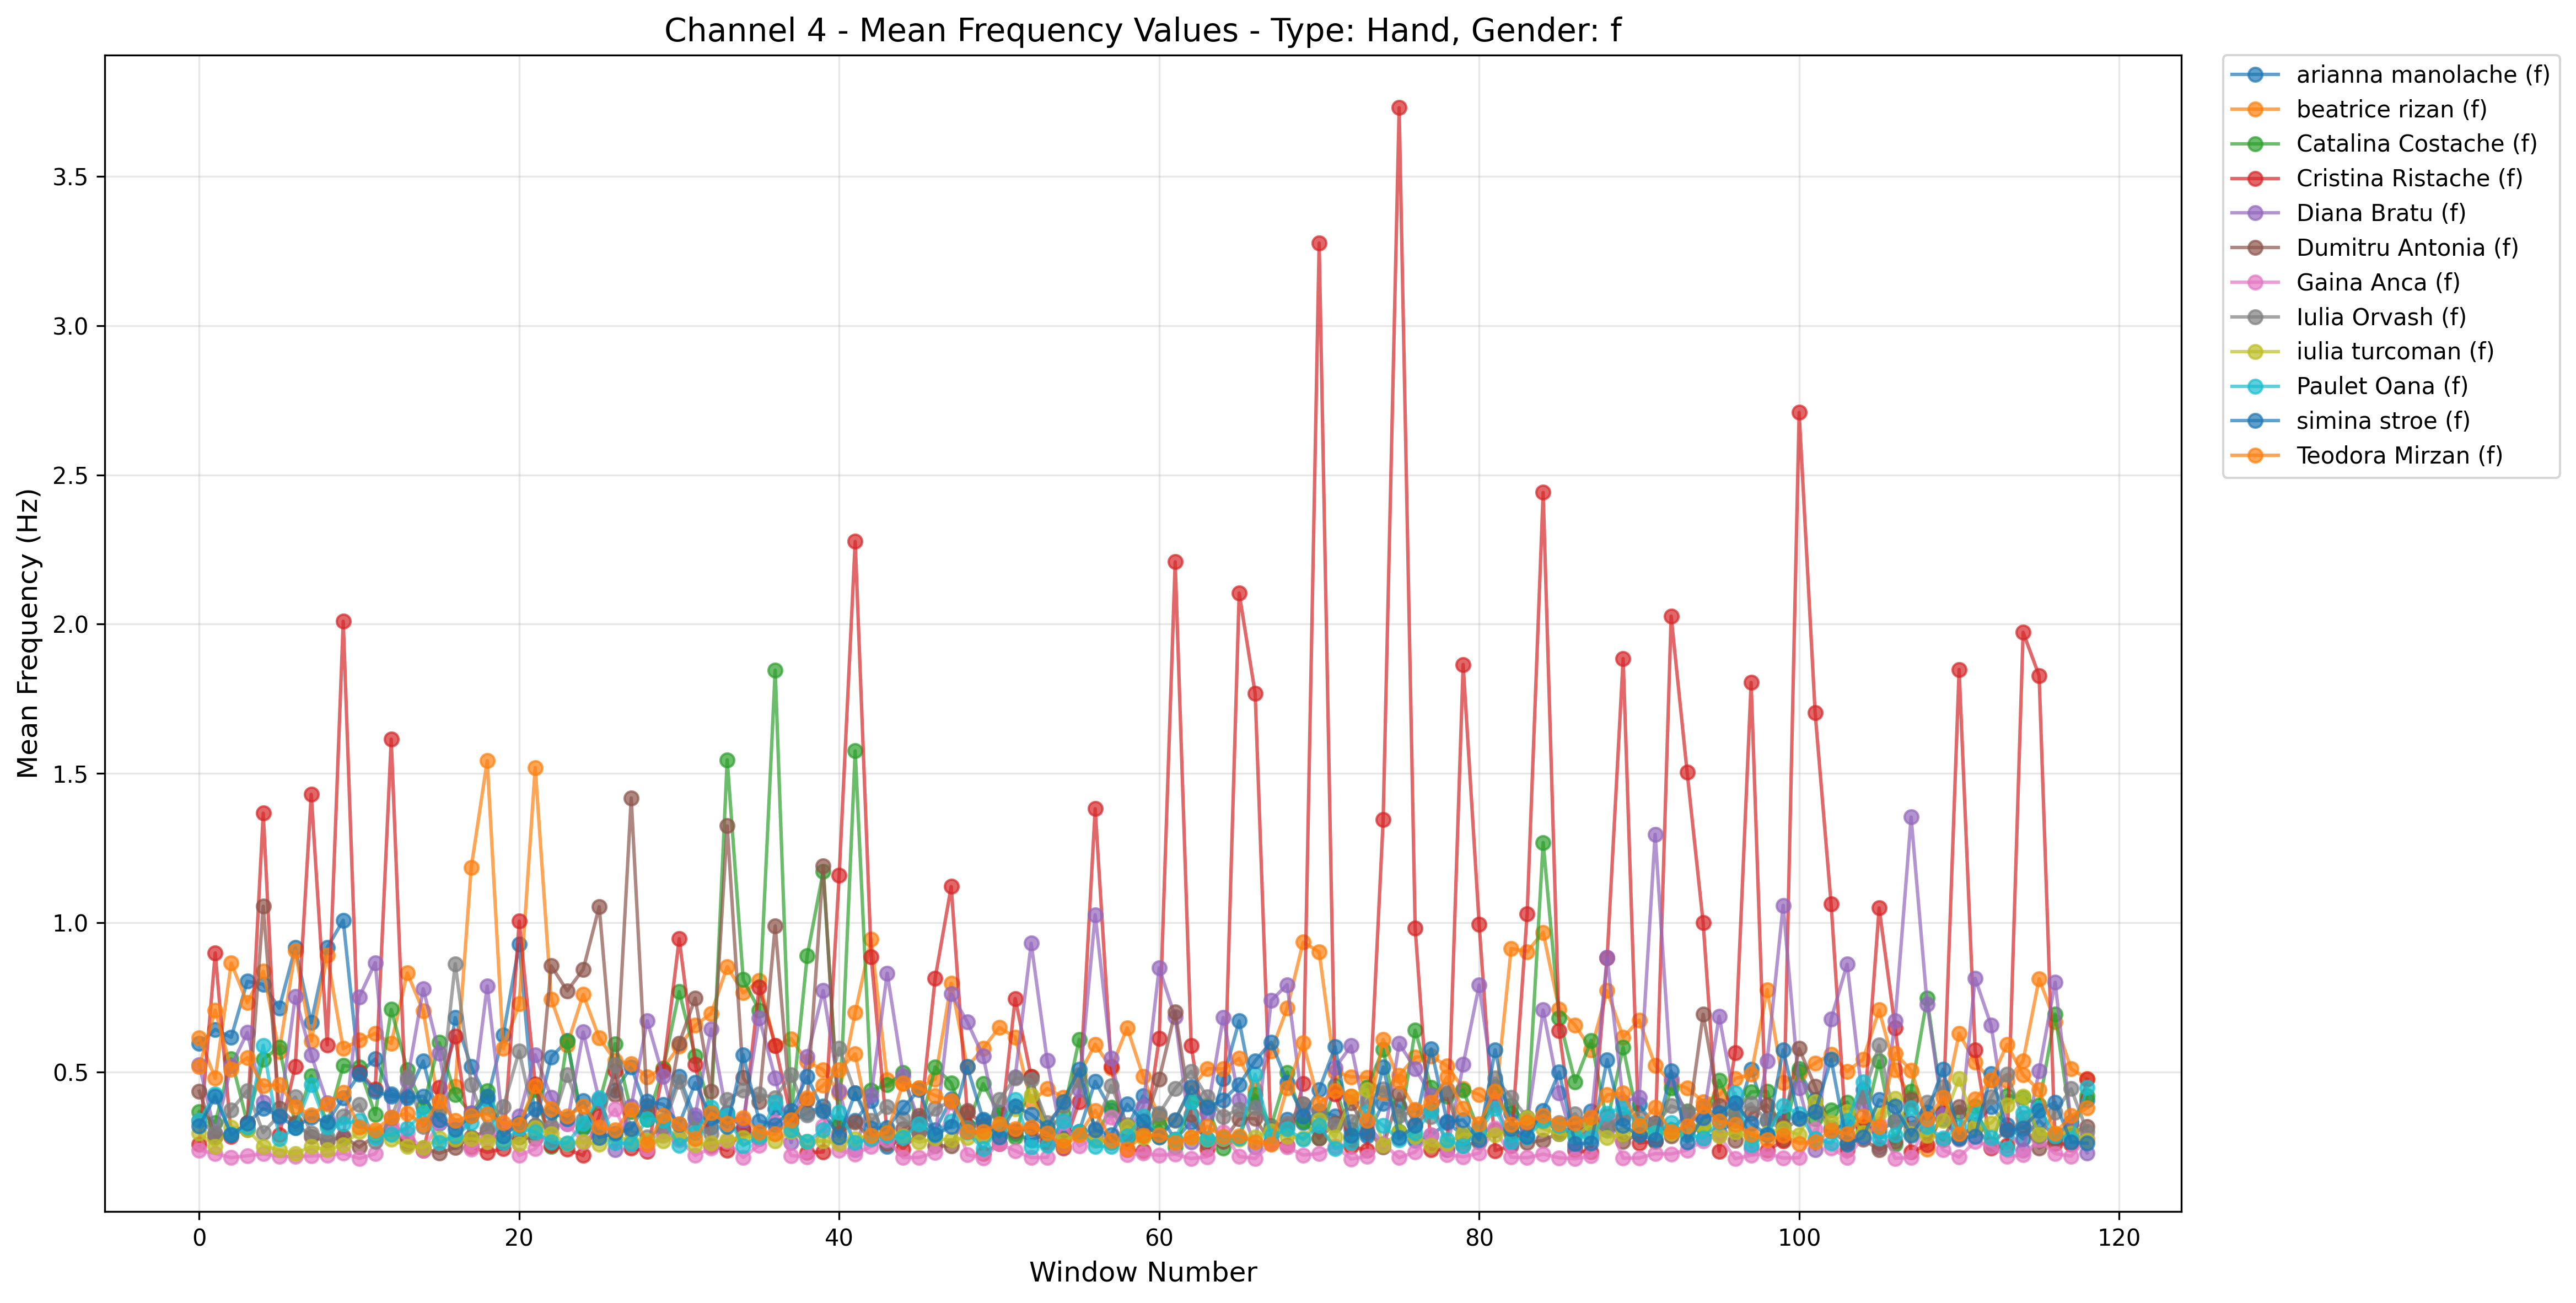 Channel 4 - Mean Frequency Values - Type: Hand, Gender: f
Mean Frequency (Hz)
3.5
3.0
2.5
2.0
1.5
1.0
0.5
0 20 40 60 80 100 120
Window Number
arianna manolache (f)
beatrice rizan (f)
Catalina Costache (f)
Cristina Ristache (f)
Diana Bratu (f)
Dumitru Antonia (f)
Gaina Anca (f)
Iulia Orvash (f)
iulia turcoman (f)
Paulet Oana (f)
simina stroe (f)
Teodora Mirzan (f)